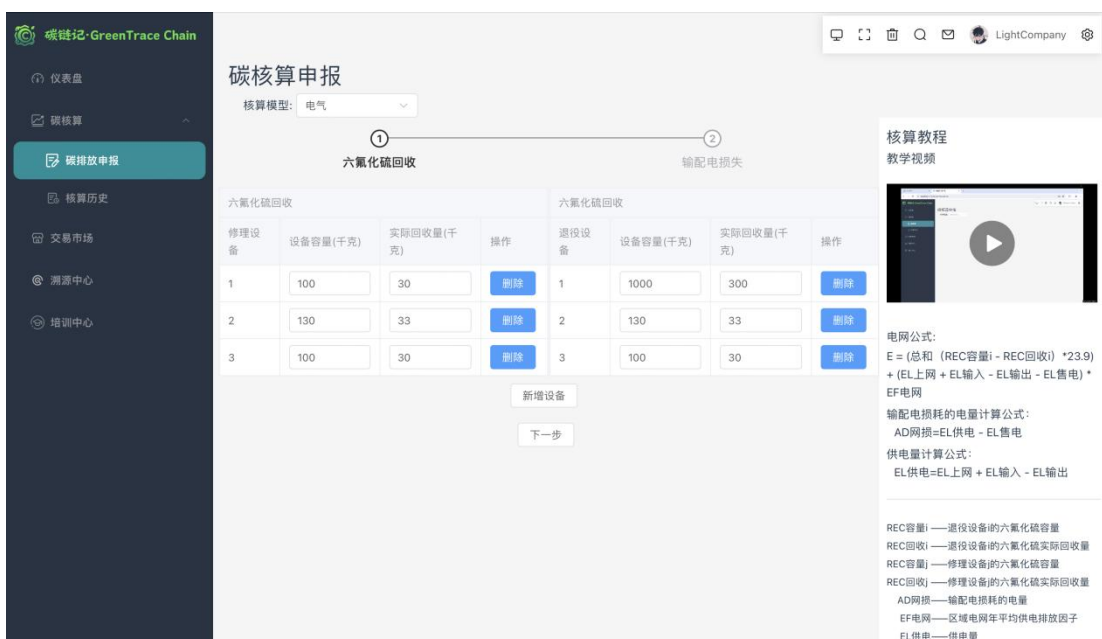 碳链记·GreenTrace Chain
LightCompany
仪表盘
碳核算
碳排放申报
核算历史
交易市场
溯源中心
培训中心
碳核算申报
核算模型: 电气
1
六氟化硫回收
2
输配电损失
六氟化硫回收 六氟化硫回收
修理设备 设备容量(千克) 实际回收量(千克) 操作 退役设备 设备容量(千克) 实际回收量(千克) 操作
1 100 30 删除 1 1000 300 删除
2 130 33 删除 2 130 33 删除
3 100 30 删除 3 100 30 删除
新增设备
下一步
核算教程
教学视频
电网公式:
E = (总和（REC容量i - REC回收i）*23.9)
+ (EL上网 + EL输入 - EL输出 - EL售电) *
EF电网
输配电损耗的电量计算公式:
AD网损=EL供电 - EL售电
供电量计算公式:
EL供电=EL上网 + EL输入 - EL输出
REC容量i ——退役设备i的六氟化硫容量
REC回收i ——退役设备i的六氟化硫实际回收量
REC容量j ——修理设备j的六氟化硫容量
REC回收j ——修理设备j的六氟化硫实际回收量
AD网损——输配电损耗的电量
EF电网——区域电网年平均供电排放因子
EL供电——供电量